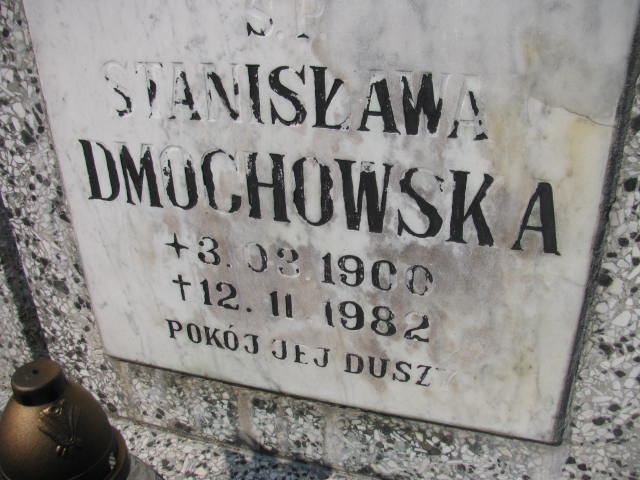 Ś.P.
STANISŁAWA
DMOCHOWSKA
+3.03.1900
†12.11.1982
POKÓJ JEJ DUSZY